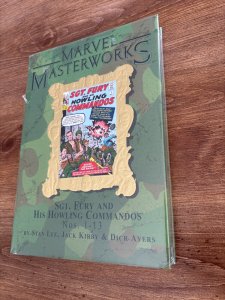 MARVEL
MASTERWORKS
SGT. FURY
AND HIS
HOWLING
COMMANDOS
SGT. FURY AND
HIS HOWLING COMMANDOS
NOS. 1-13
BY STAN LEE, JACK KIRBY & DICK AYERS